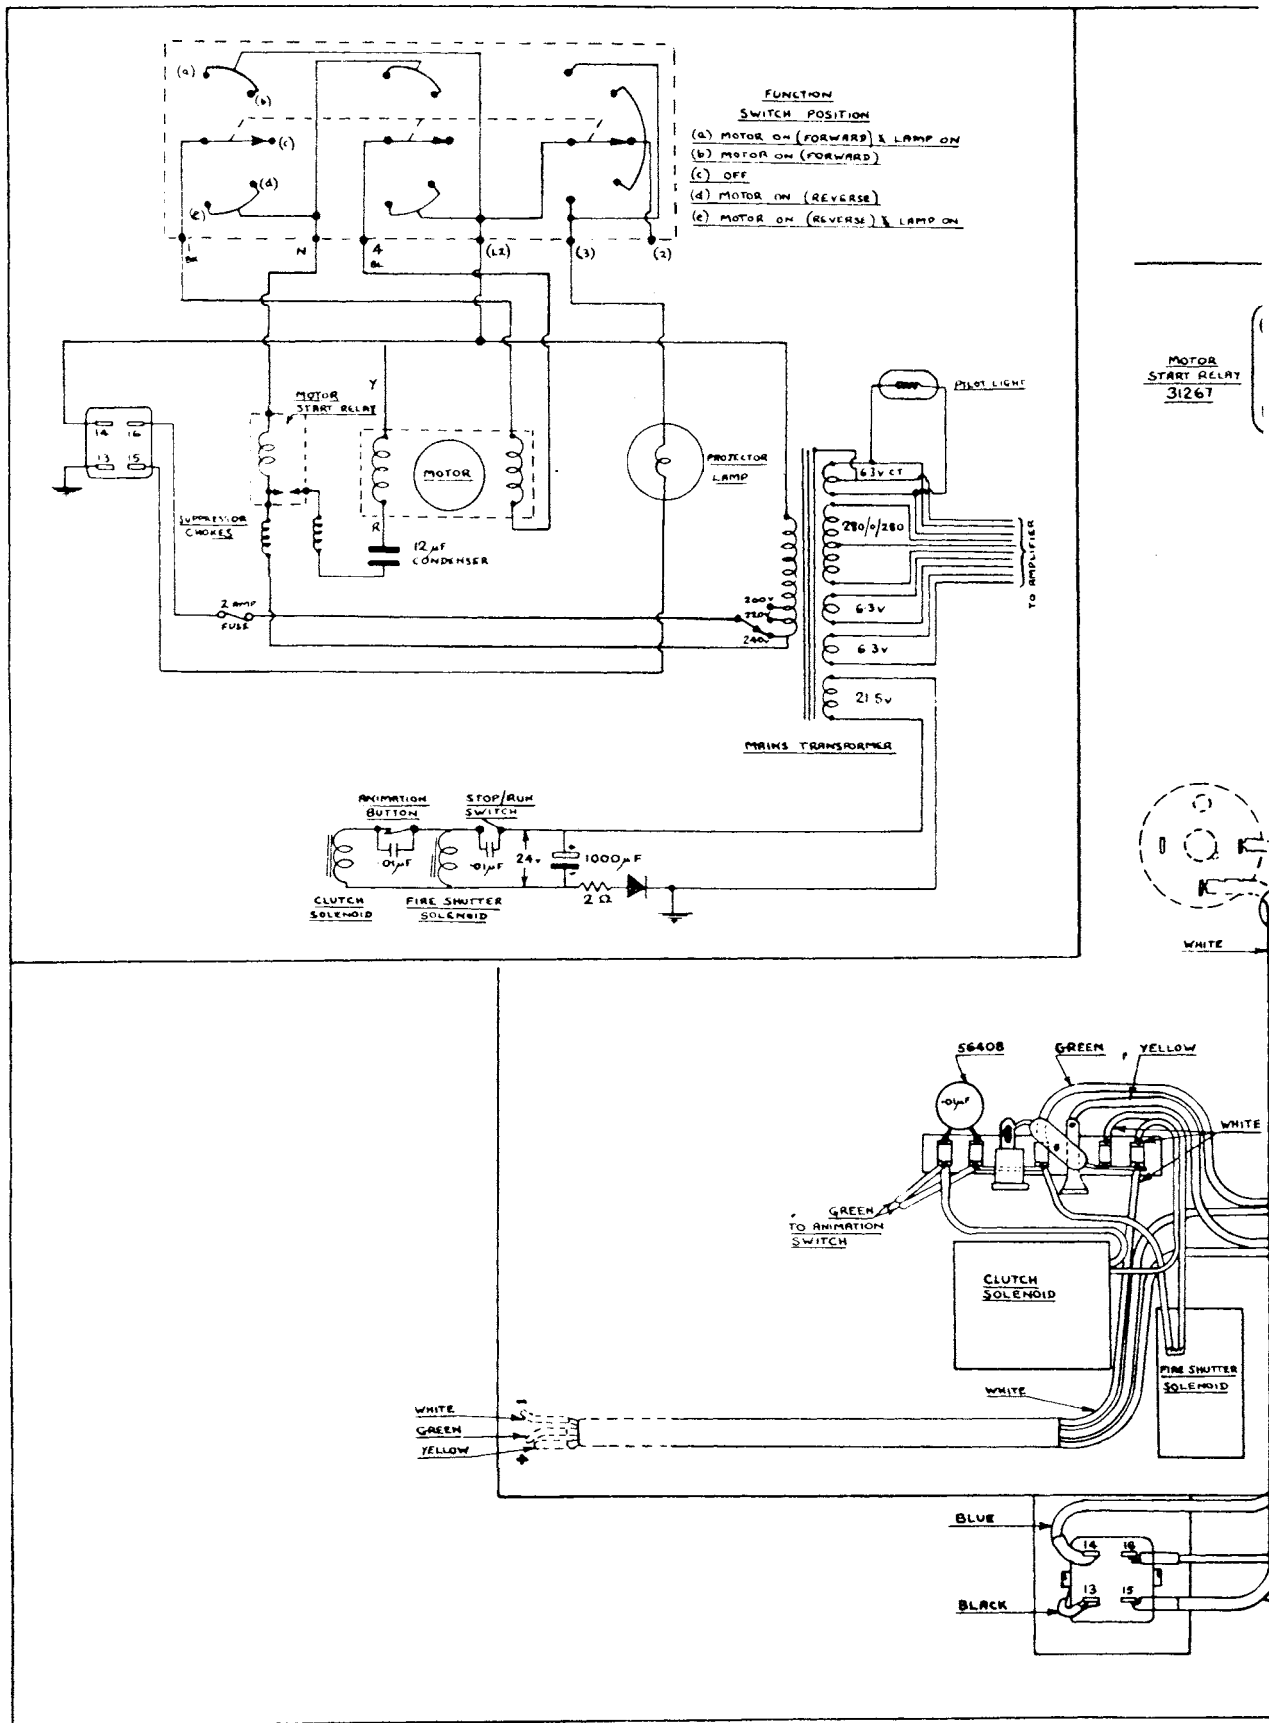 (a)
(b)
(c)
(d)
(e)
BK
N
4
BL
(L2)
(3)
(2)
FUNCTION
SWITCH POSITION
(a) MOTOR ON (FORWARD) & LAMP ON
(b) MOTOR ON (FORWARD)
(c) OFF
(d) MOTOR ON (REVERSE)
(e) MOTOR ON (REVERSE) & LAMP ON
MOTOR
START RELAY
31267
14 16
13 15
MOTOR
START RELAY
Y
MOTOR
R
SUPPRESSOR
CHOKES
12 µF
CONDENSER
PROJECTOR
LAMP
PILOT LIGHT
6.3V CT
280/0/280
6.3V
6.3V
21.5V
TO AMPLIFIER
2 AMP
FUSE
200V
220V
240V
MAINS TRANSFORMER
ANIMATION
BUTTON
STOP/RUN
SWITCH
.01µF
.01µF
24V
+
1000µF
-
2 Ω
CLUTCH
SOLENOID
FIRE SHUTTER
SOLENOID
WHITE
56408
GREEN
YELLOW
.01µF
WHITE
GREEN
TO ANIMATION
SWITCH
CLUTCH
SOLENOID
FIRE SHUTTER
SOLENOID
WHITE
-
WHITE
GREEN
YELLOW
+
BLUE
14 16
13 15
BLACK